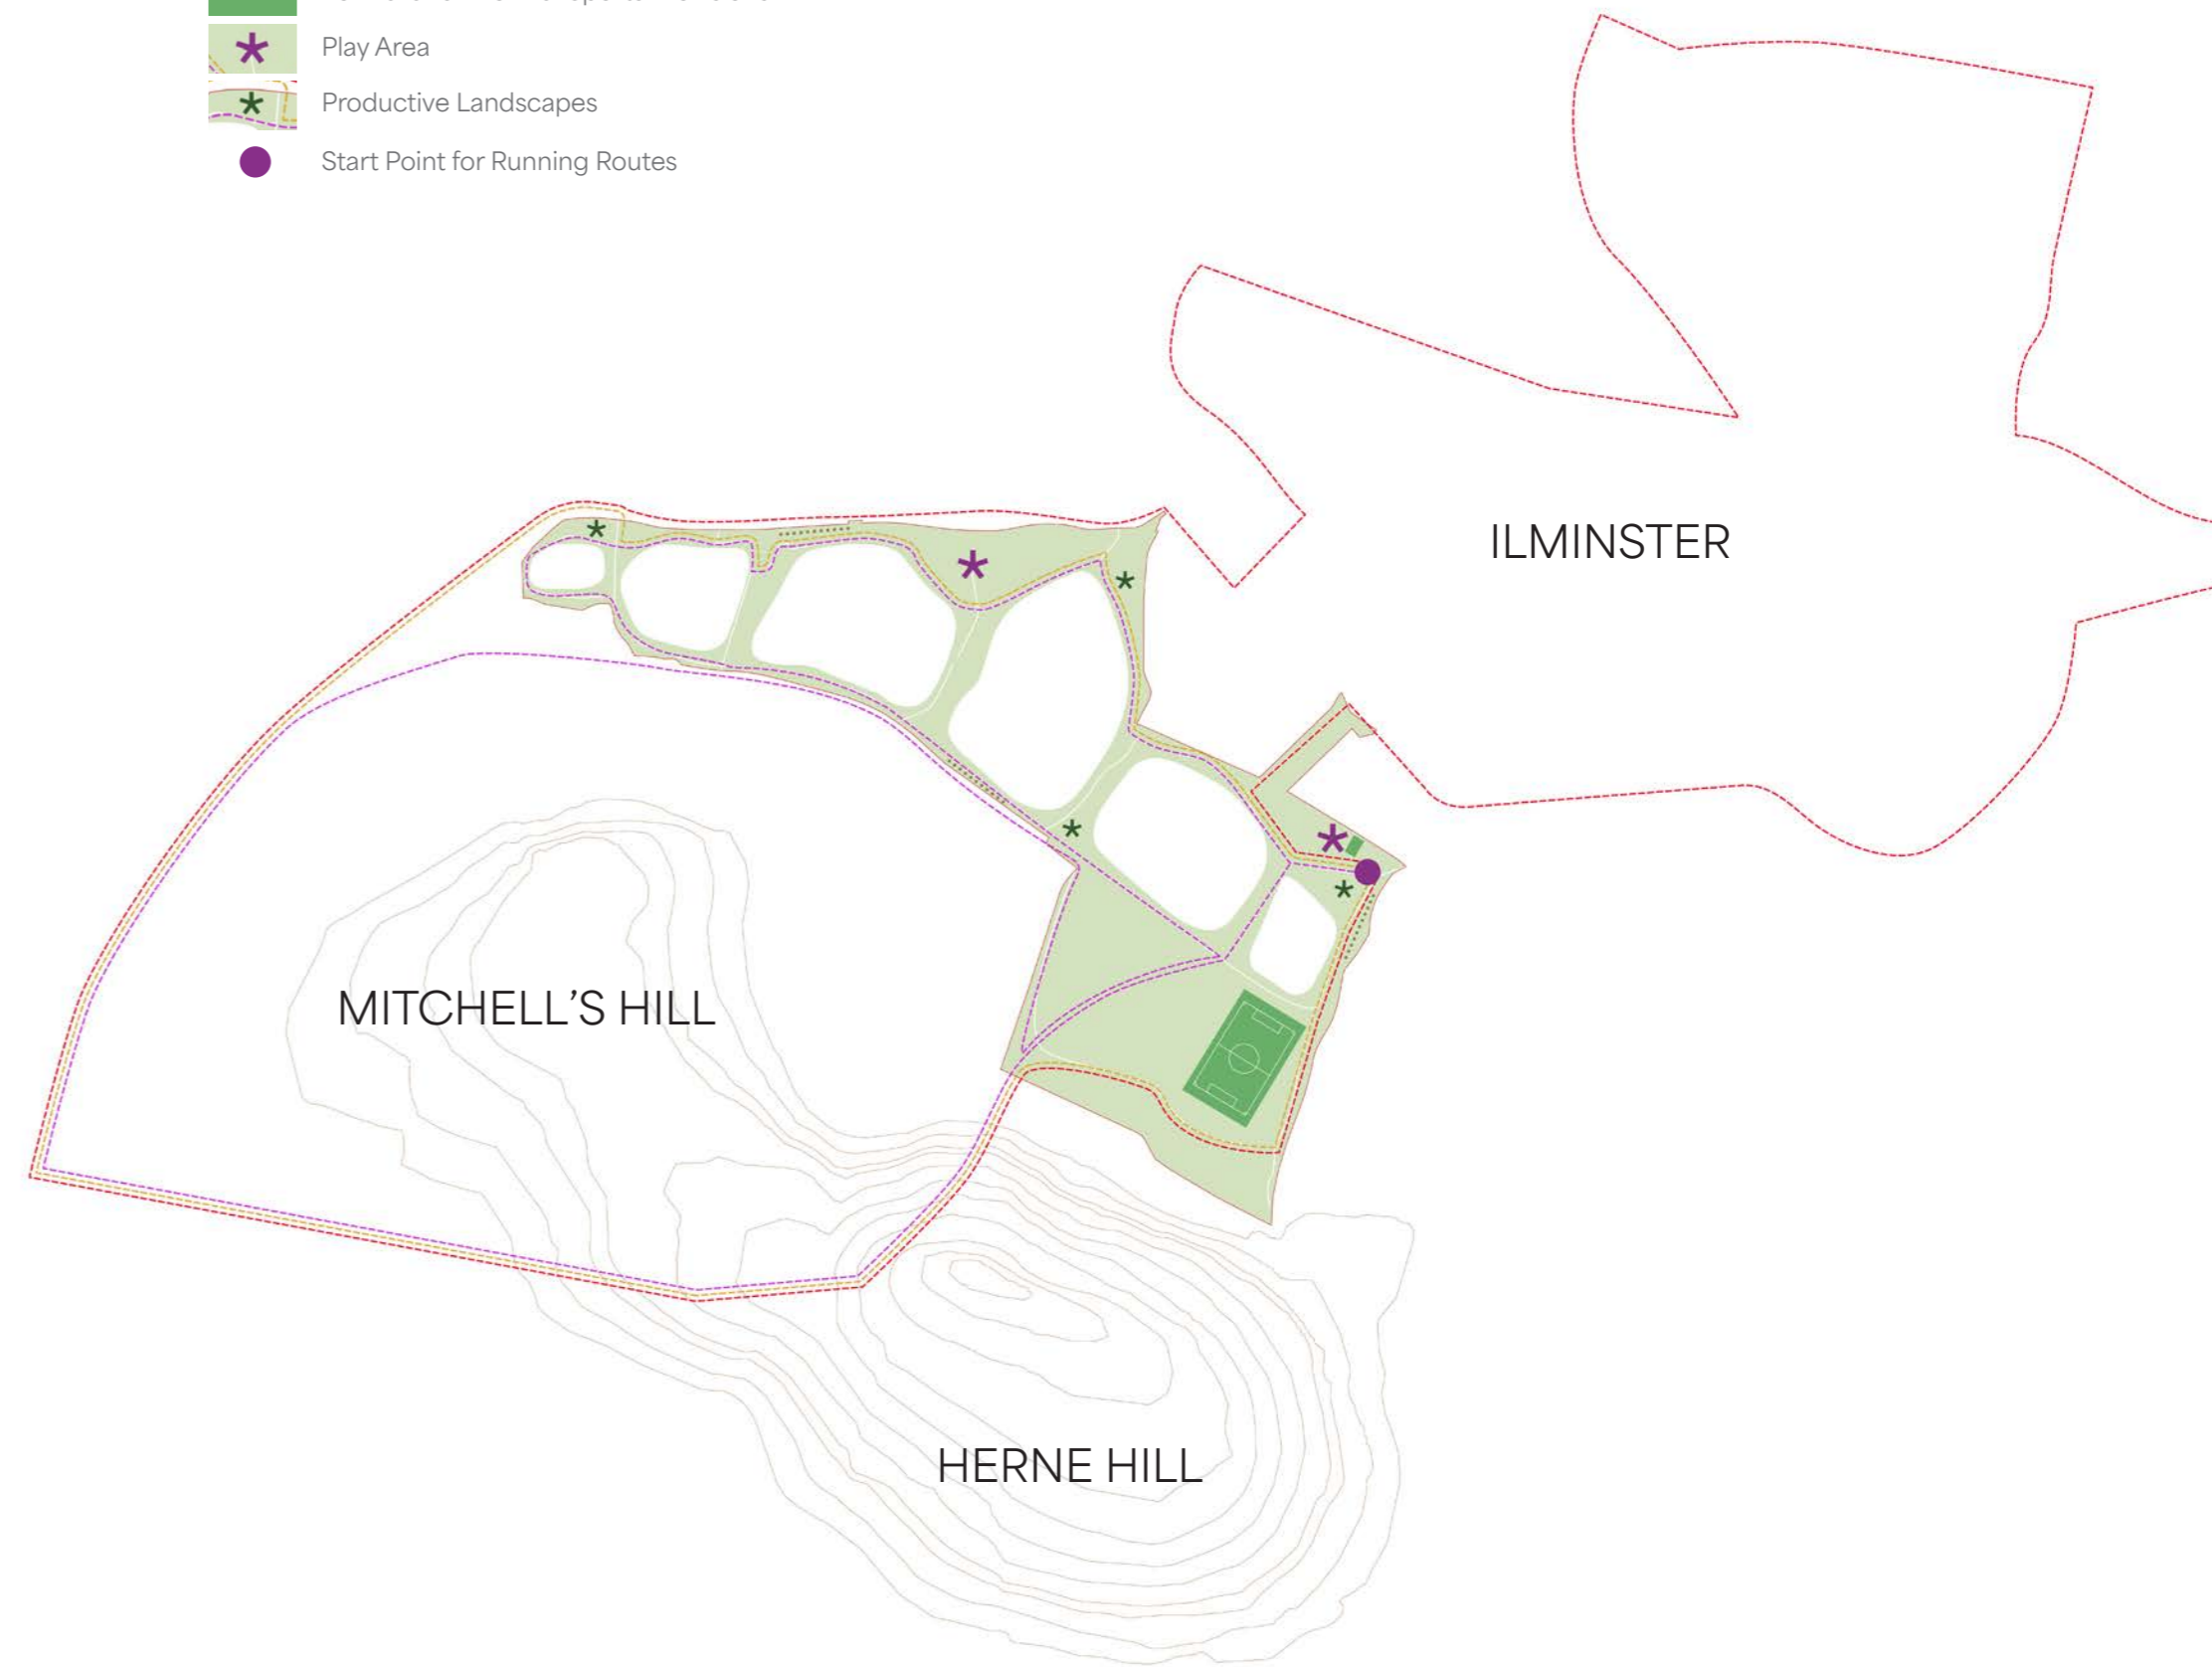 Play Area
Productive Landscapes
Start Point for Running Routes
ILMINSTER
MITCHELL'S HILL
HERNE HILL